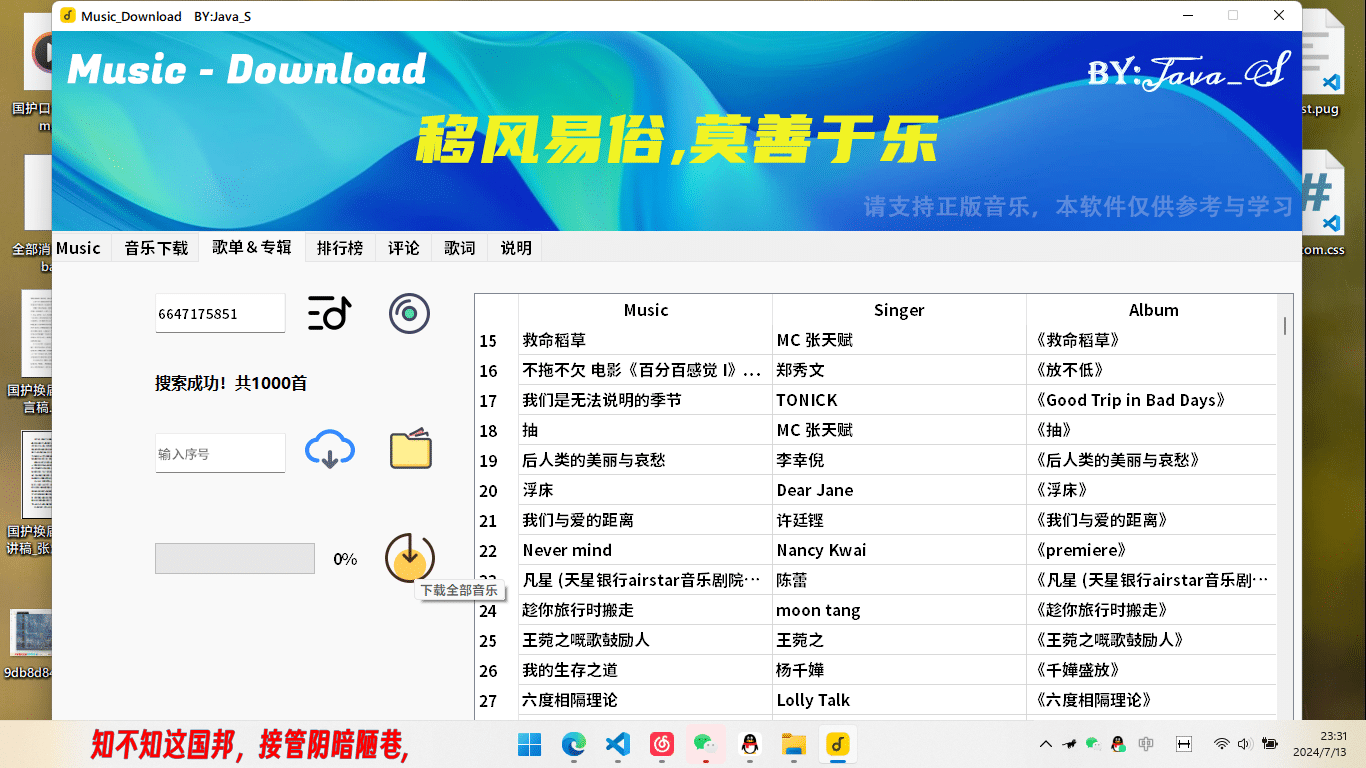 Music_Download BY:Java_S
Music - Download
BY:Java_S
移风易俗,莫善于乐
请支持正版音乐，本软件仅供参考与学习
Music 音乐下载 歌单&专辑 排行榜 评论 歌词 说明
6647175851
搜索成功！共1000首
输入序号
0%
下载全部音乐
Music Singer Album
15 救命稻草 MC 张天赋 《救命稻草》
16 不拖不欠 电影《百分百感觉 I》... 郑秀文 《放不低》
17 我们是无法说明的季节 TONICK 《Good Trip in Bad Days》
18 抽 MC 张天赋 《抽》
19 后人类的美丽与哀愁 李幸倪 《后人类的美丽与哀愁》
20 浮床 Dear Jane 《浮床》
21 我们与爱的距离 许廷铿 《我们与爱的距离》
22 Never mind Nancy Kwai 《premiere》
23 凡星 (天星银行airstar音乐剧院… 陈蕾 《凡星 (天星银行airstar音乐剧…
24 趁你旅行时搬走 moon tang 《趁你旅行时搬走》
25 王菀之嘅歌鼓励人 王菀之 《王菀之嘅歌鼓励人》
26 我的生存之道 杨千嬅 《千嬅盛放》
27 六度相隔理论 Lolly Talk 《六度相隔理论》
国护口
m
全部消
ba
国护换届
言稿.
国护换届
讲稿_张
9db8d84
st.pug
#
om.css
知不知这国邦，接管阴暗陋巷,
中
23:31
2024/7/13